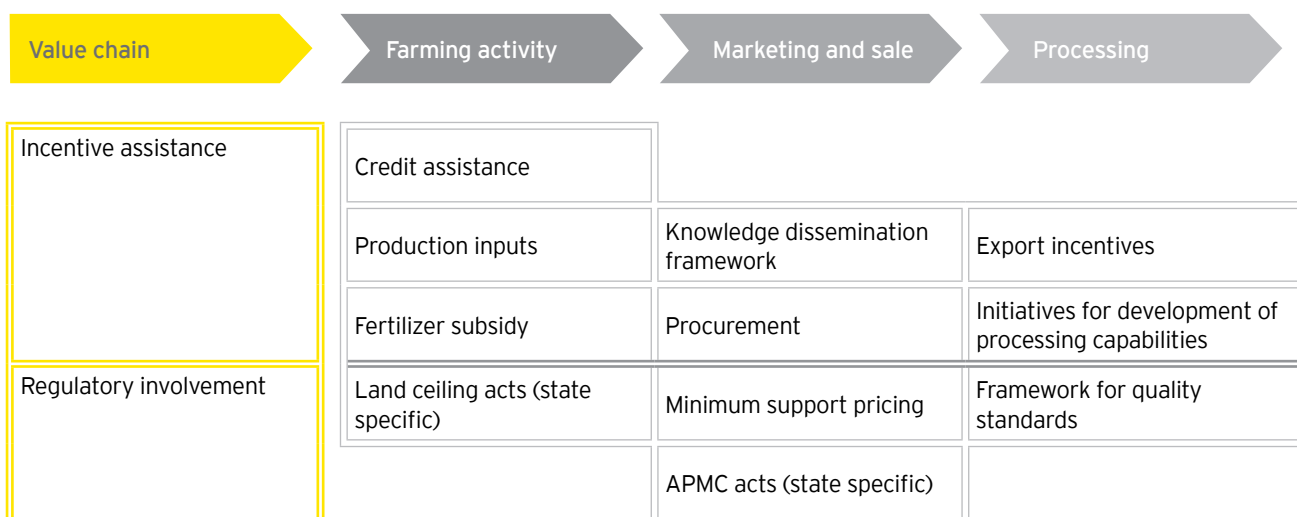 Value chain
Farming activity
Marketing and sale
Processing
Incentive assistance
Credit assistance
Production inputs
Knowledge dissemination
framework
Export incentives
Fertilizer subsidy
Procurement
Initiatives for development of
processing capabilities
Regulatory involvement
Land ceiling acts (state
specific)
Minimum support pricing
Framework for quality
standards
APMC acts (state specific)